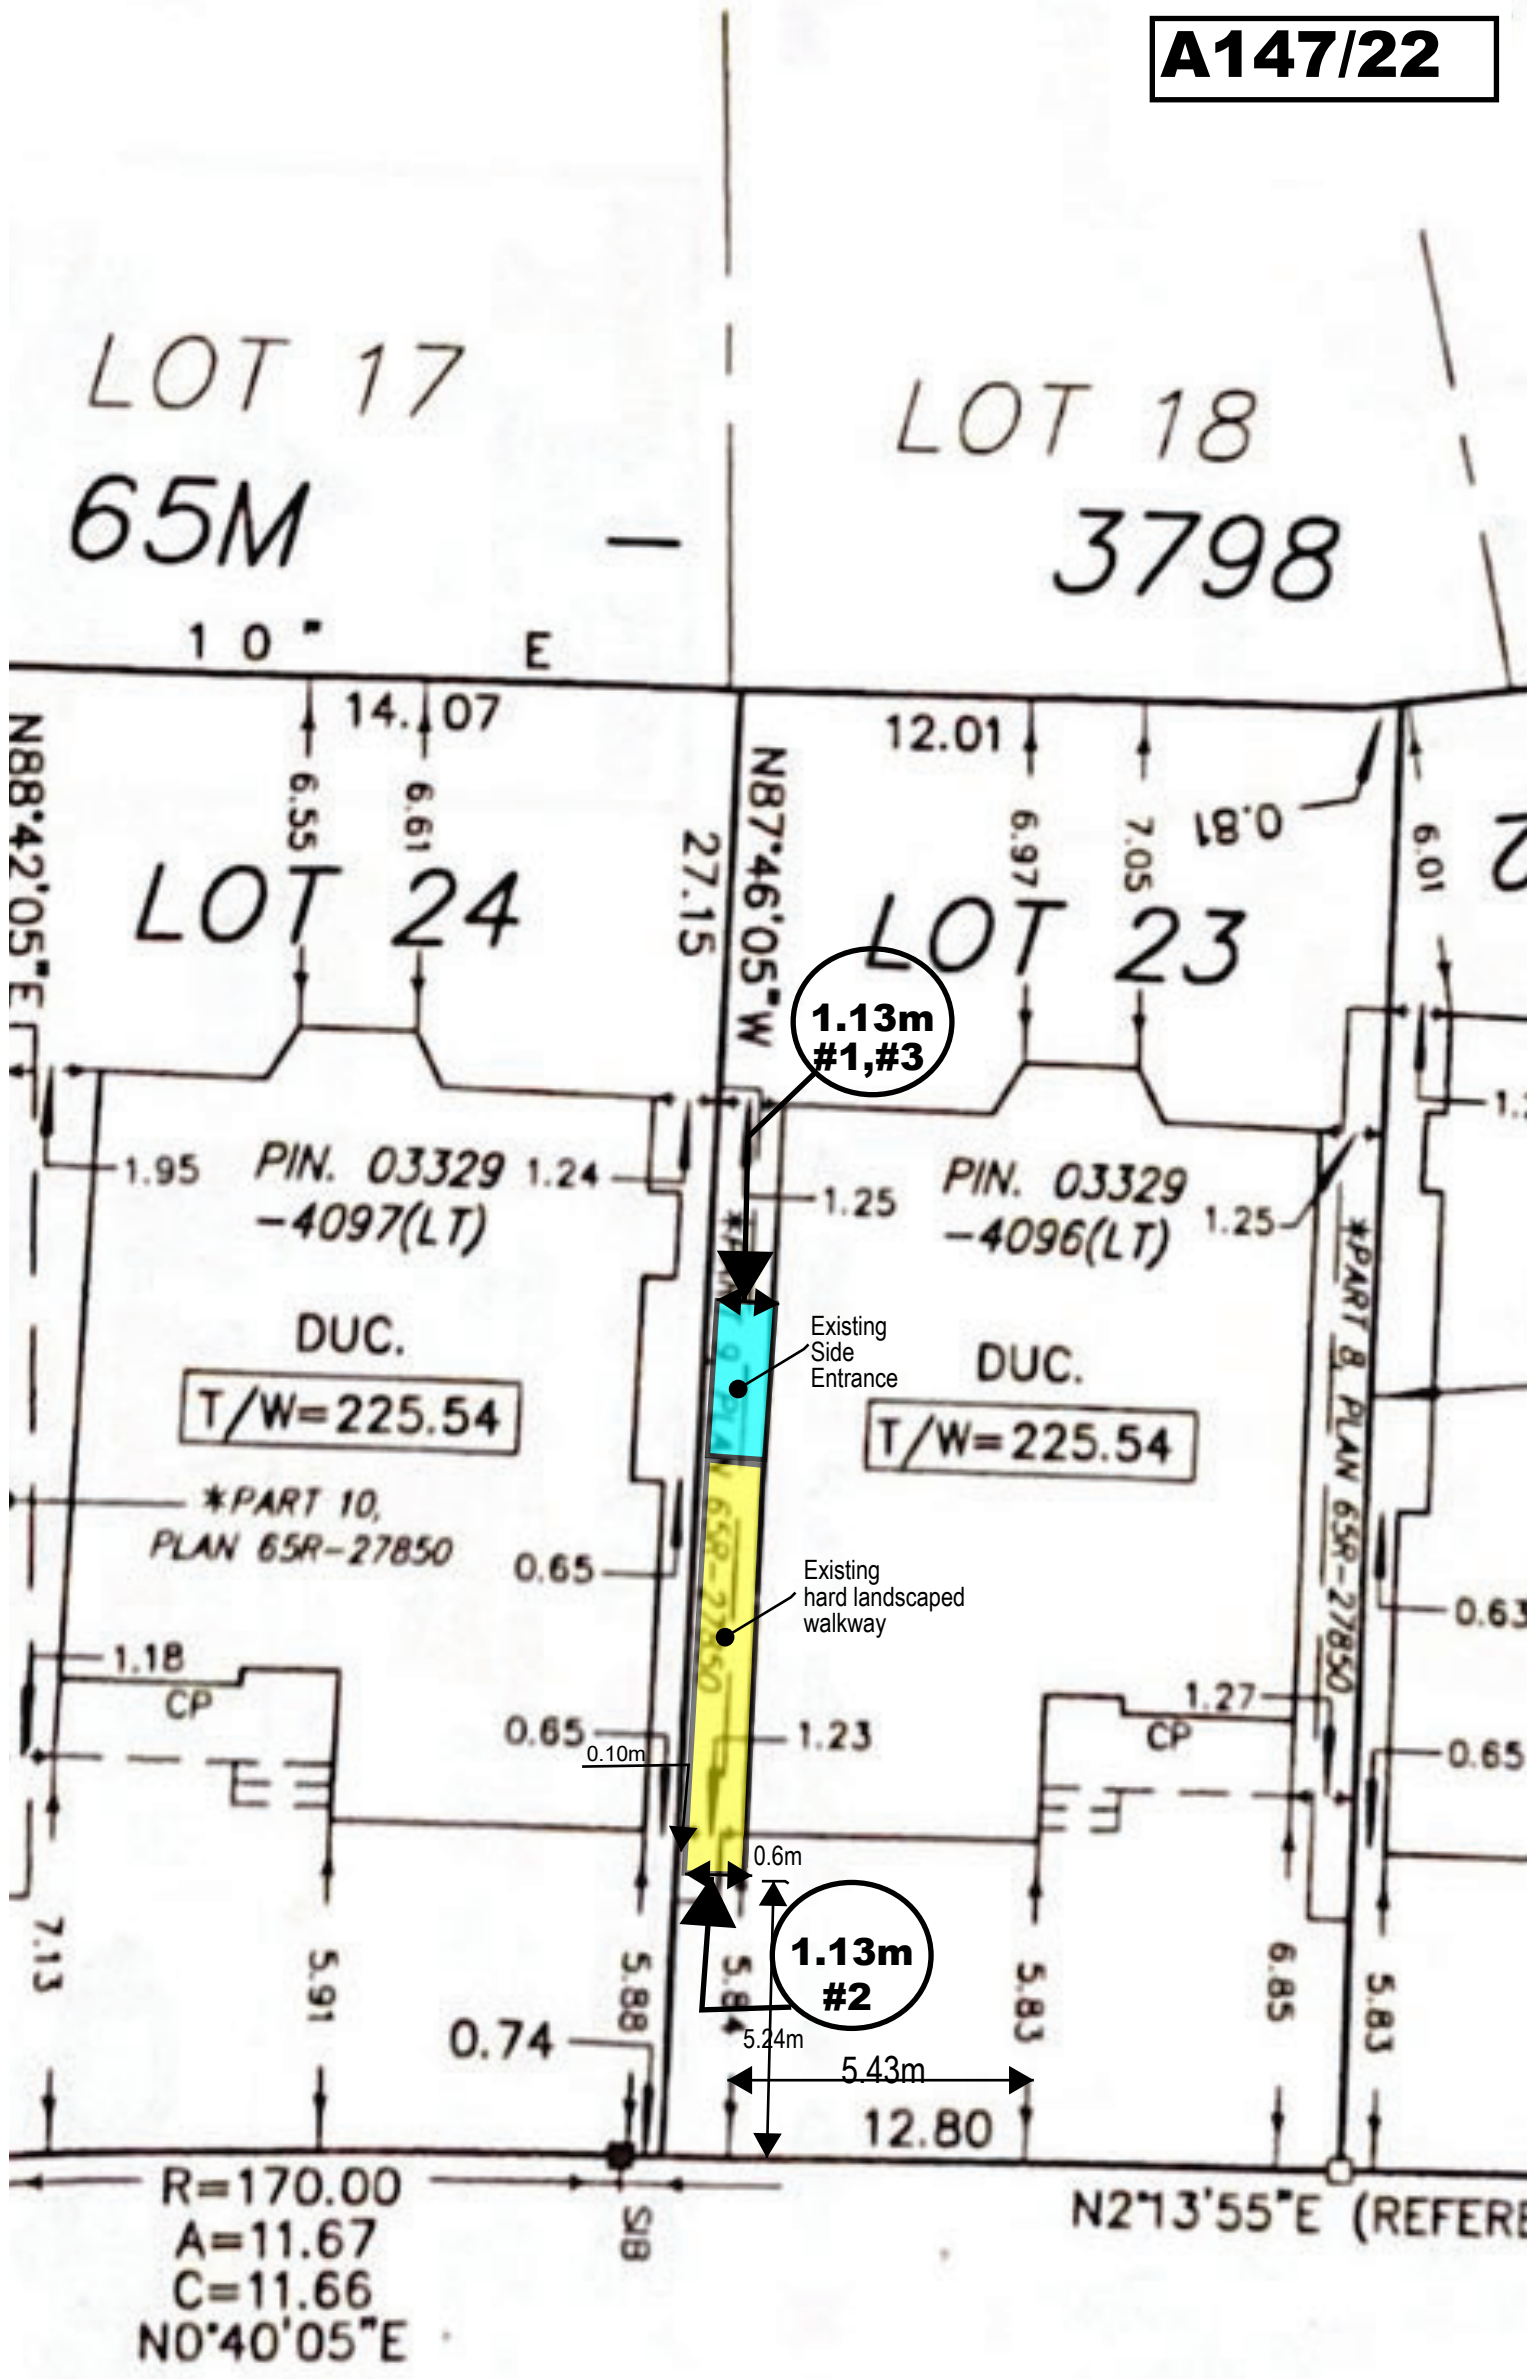 A147/22
LOT 17
LOT 18
65M — 3798
10" E
14.07
12.01
N88°42'05"E
6.55
6.61
27.15
N87°46'05"W
6.97
7.05
0.81
6.01
LOT 24
LOT 23
1.13m
#1,#3
1.95
PIN. 03329
-4097(LT)
1.24
1.25
PIN. 03329
-4096(LT)
1.25
*PART 8, PLAN 65R-27850
9 PLAN 65R-27850
DUC.
T/W=225.54
Existing
Side
Entrance
DUC.
T/W=225.54
*PART 10,
PLAN 65R-27850
0.65
Existing
hard landscaped
walkway
0.63
1.18
CP
0.65
0.10m
1.23
1.27
CP
0.65
0.6m
1.13m
#2
7.13
5.91
5.88
5.84
5.83
6.85
5.83
0.74
5.24m
5.43m
12.80
R=170.00
A=11.67
C=11.66
N0°40'05"E
SIB
N2°13'55"E (REFERE